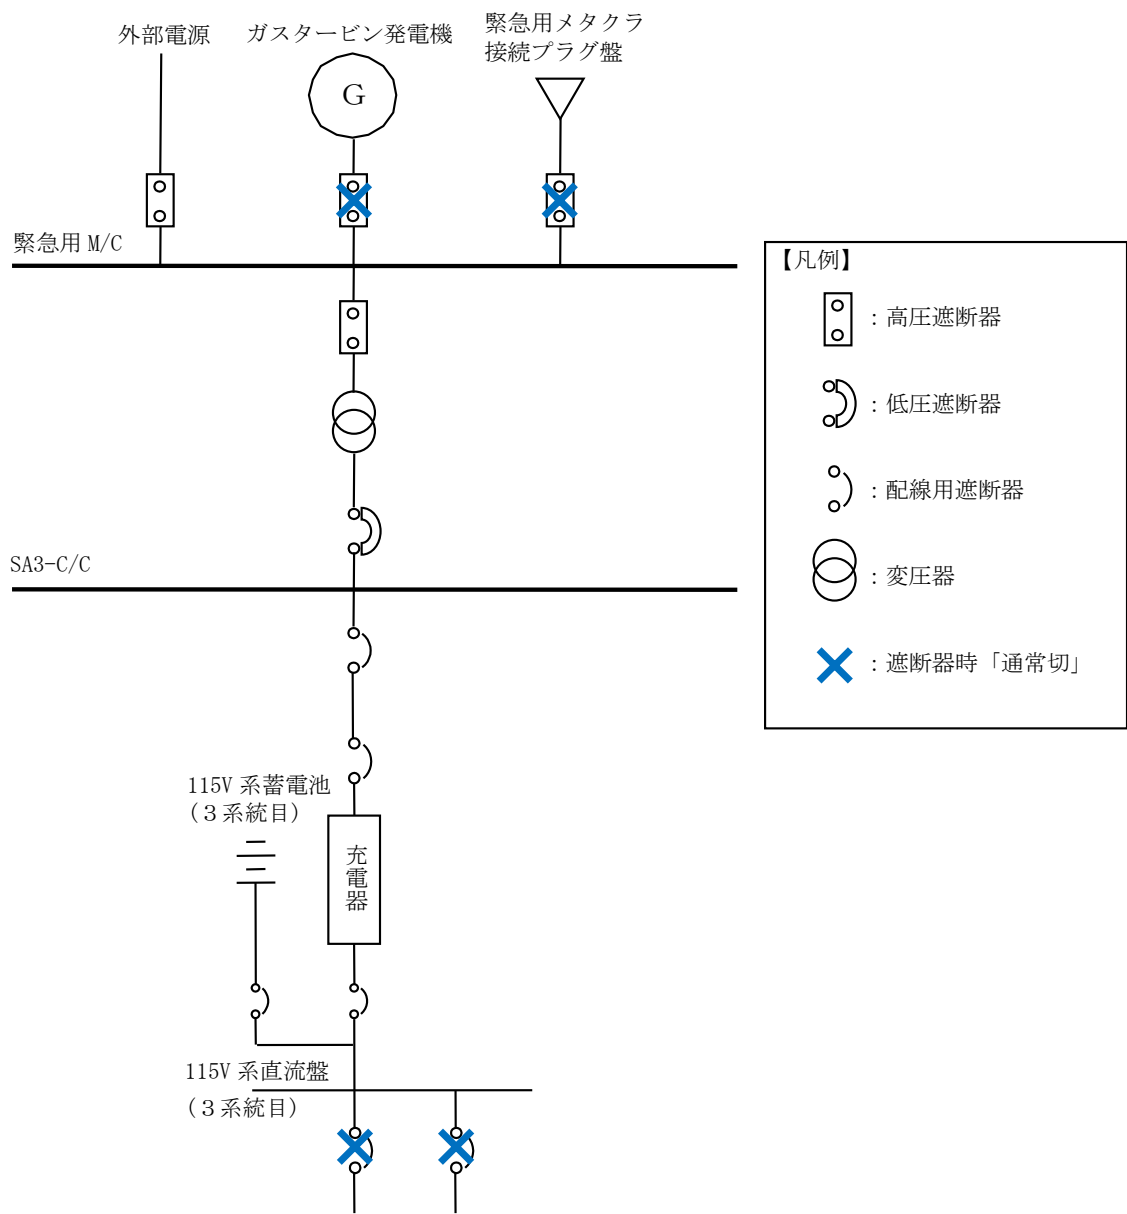 外部電源
ガスタービン発電機
緊急用メタクラ
接続プラグ盤
G
緊急用 M/C
【凡例】
：高圧遮断器
：低圧遮断器
：配線用遮断器
：変圧器
：遮断器時「通常切」
SA3-C/C
115V 系蓄電池
（３系統目）
充電器
115V 系直流盤
（３系統目）